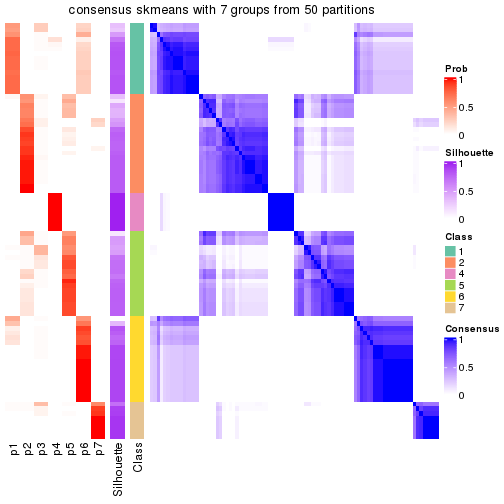 consensus skmeans with 7 groups from 50 partitions
Prob
1
0.5
0
Silhouette
1
0.5
0
Class
1
2
4
5
6
7
Consensus
1
0.5
0
p1
p2
p3
p4
p5
p6
p7
Silhouette
Class